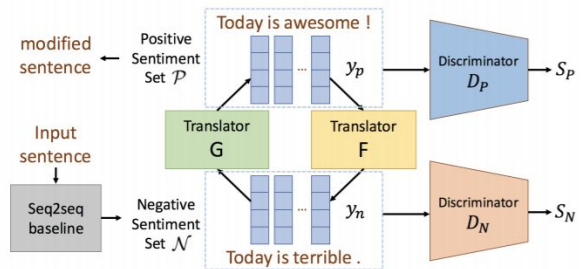 Today is awesome !
modified
sentence
Positive
Sentiment
Set 𝒫
...
y_p
Discriminator
D_P
S_P
Translator
G
Translator
F
Input
sentence
Seq2seq
baseline
Negative
Sentiment
Set 𝒩
...
y_n
Discriminator
D_N
S_N
Today is terrible .